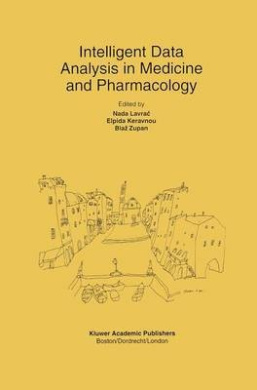 Intelligent Data
Analysis in Medicine
and Pharmacology
Edited by
Nada Lavrač
Elpida Keravnou
Blaž Zupan
Kluwer Academic Publishers
Boston/Dordrecht/London